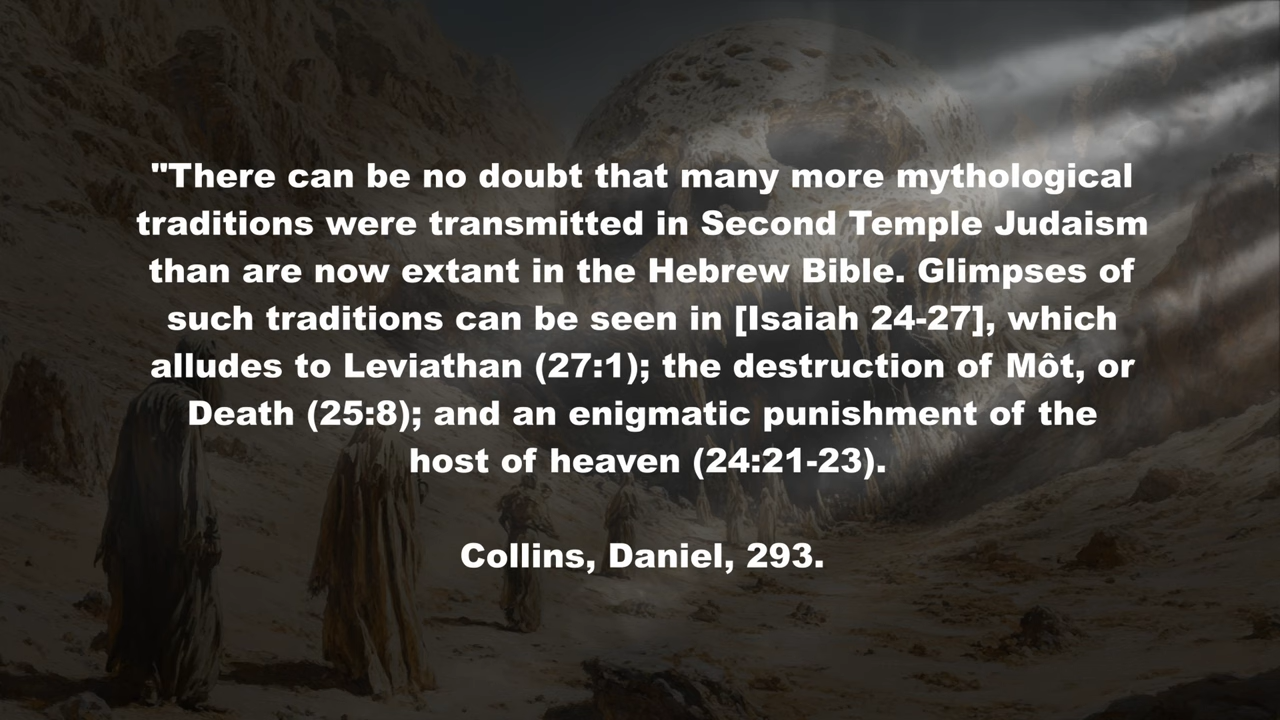 "There can be no doubt that many more mythological
traditions were transmitted in Second Temple Judaism
than are now extant in the Hebrew Bible. Glimpses of
such traditions can be seen in [Isaiah 24-27], which
alludes to Leviathan (27:1); the destruction of Môt, or
Death (25:8); and an enigmatic punishment of the
host of heaven (24:21-23).
Collins, Daniel, 293.